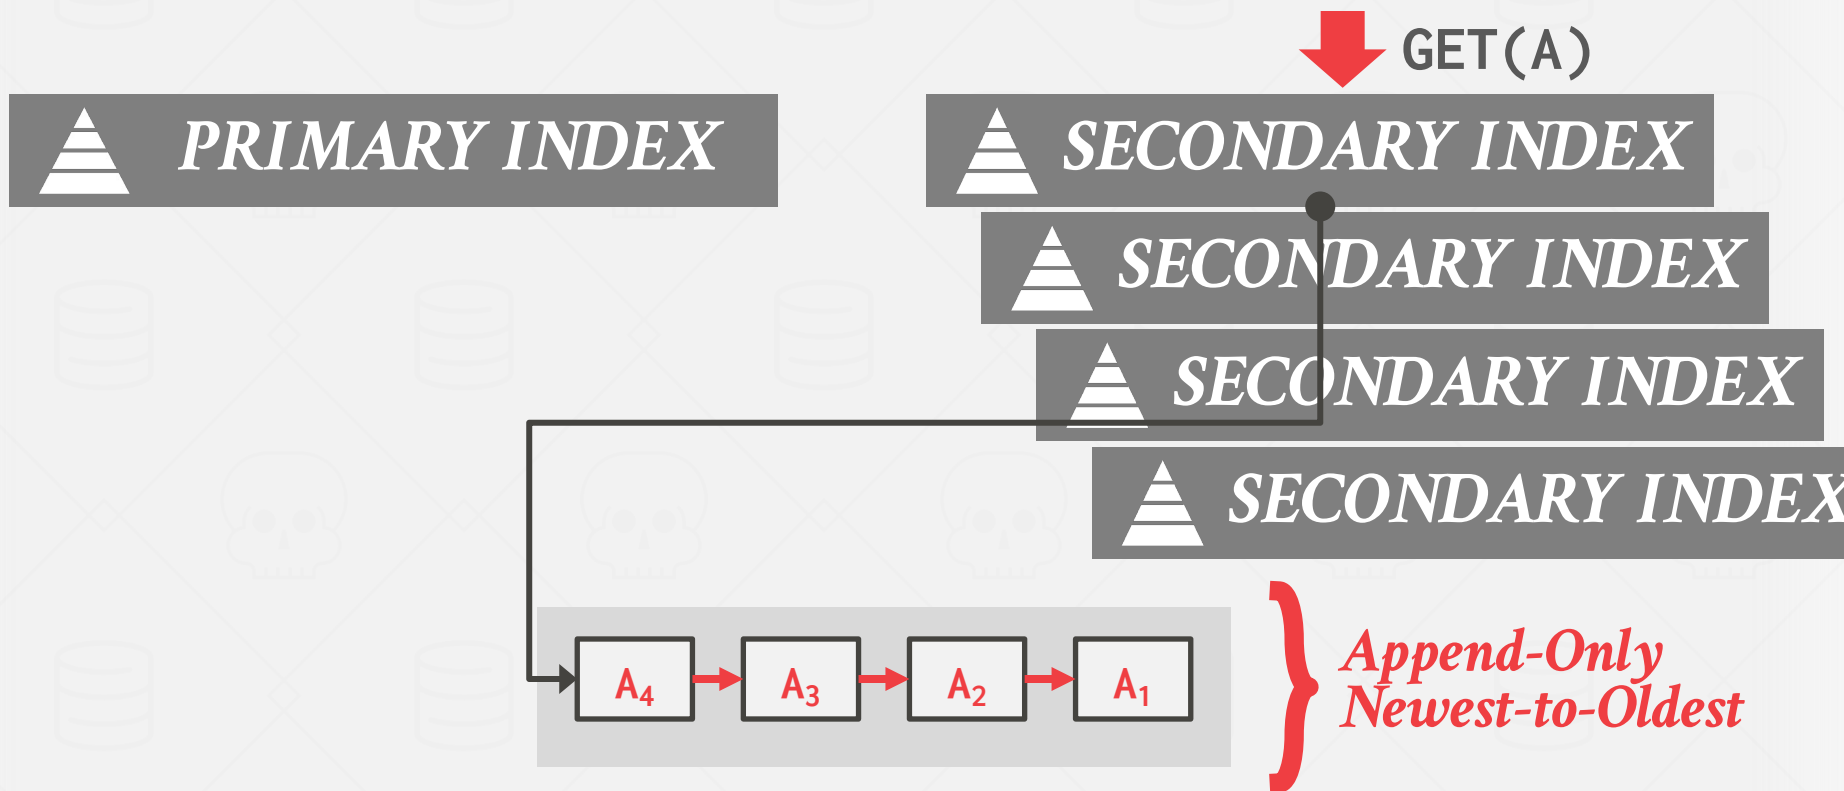 GET(A)
PRIMARY INDEX
SECONDARY INDEX
SECONDARY INDEX
SECONDARY INDEX
SECONDARY INDEX
A4
A3
A2
A1
Append-Only
Newest-to-Oldest